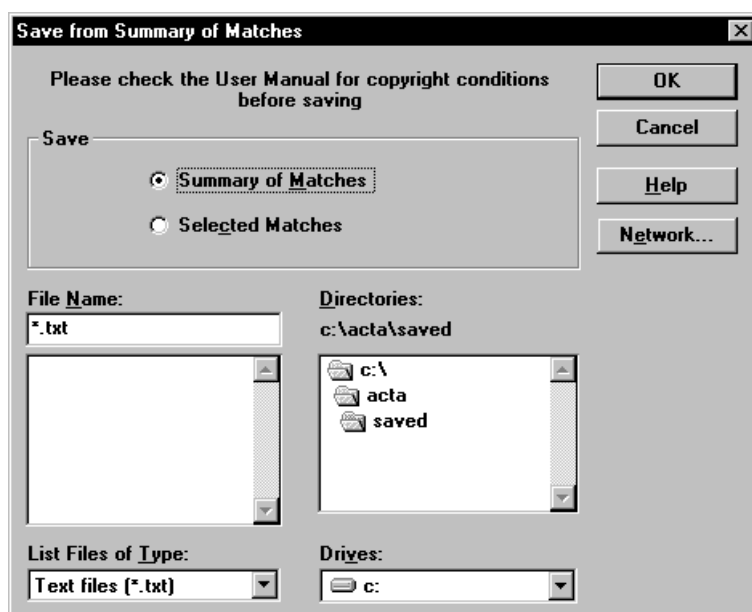 Save from Summary of Matches
Please check the User Manual for copyright conditions
before saving
OK
Cancel
Help
Network...
Save
Summary of Matches
Selected Matches
File Name:
*.txt
Directories:
c:\acta\saved
c:\
acta
saved
List Files of Type:
Text files (*.txt)
Drives:
c: